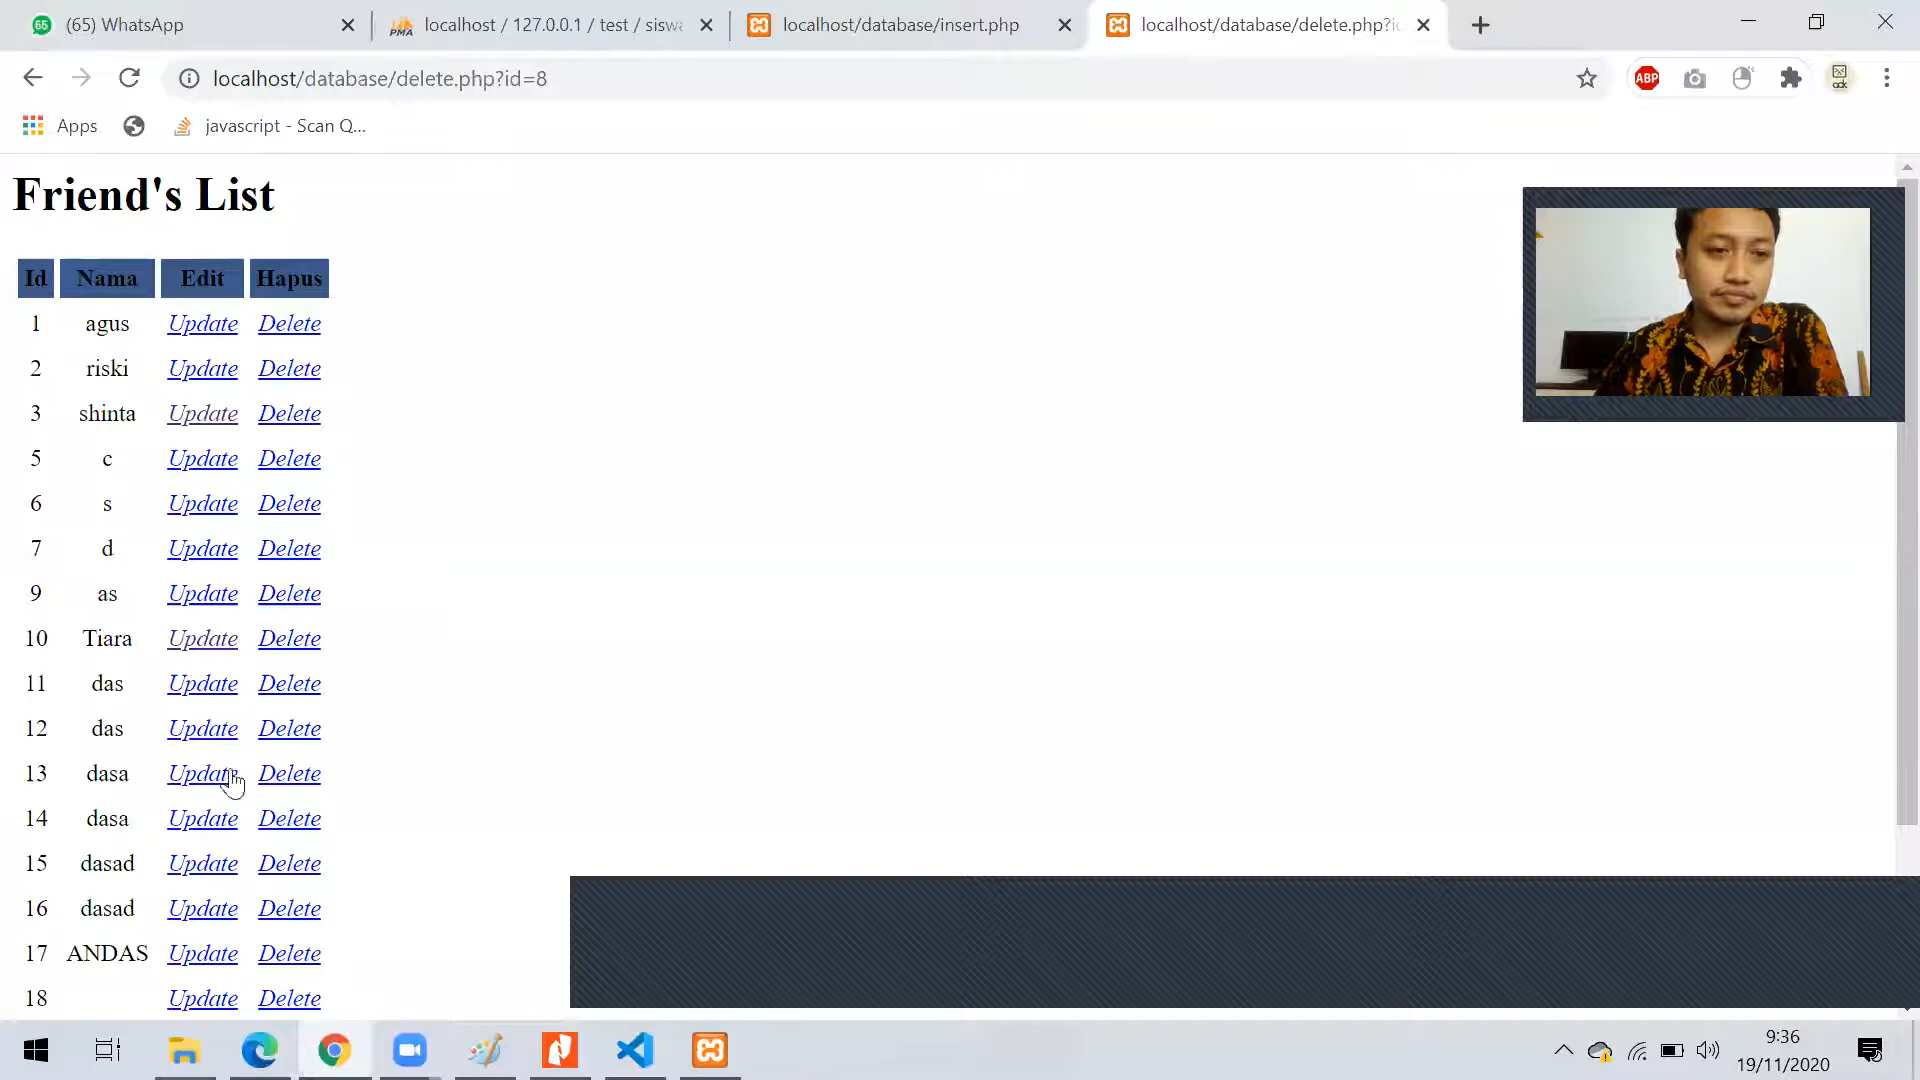 (65) WhatsApp
localhost / 127.0.0.1 / test / sisw
localhost/database/insert.php
localhost/database/delete.php?i
localhost/database/delete.php?id=8
ABP
Apps
javascript - Scan Q...
Friend's List
Id Nama Edit Hapus
1 agus Update Delete
2 riski Update Delete
3 shinta Update Delete
5 c Update Delete
6 s Update Delete
7 d Update Delete
9 as Update Delete
10 Tiara Update Delete
11 das Update Delete
12 das Update Delete
13 dasa Update Delete
14 dasa Update Delete
15 dasad Update Delete
16 dasad Update Delete
17 ANDAS Update Delete
18 Update Delete
9:36
19/11/2020